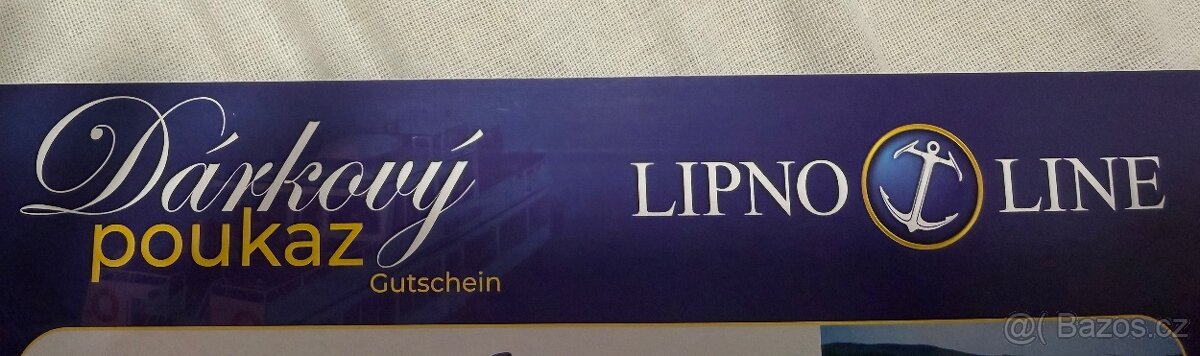 Dárkový
poukaz
Gutschein
LIPNO LINE
@( Bazos.cz